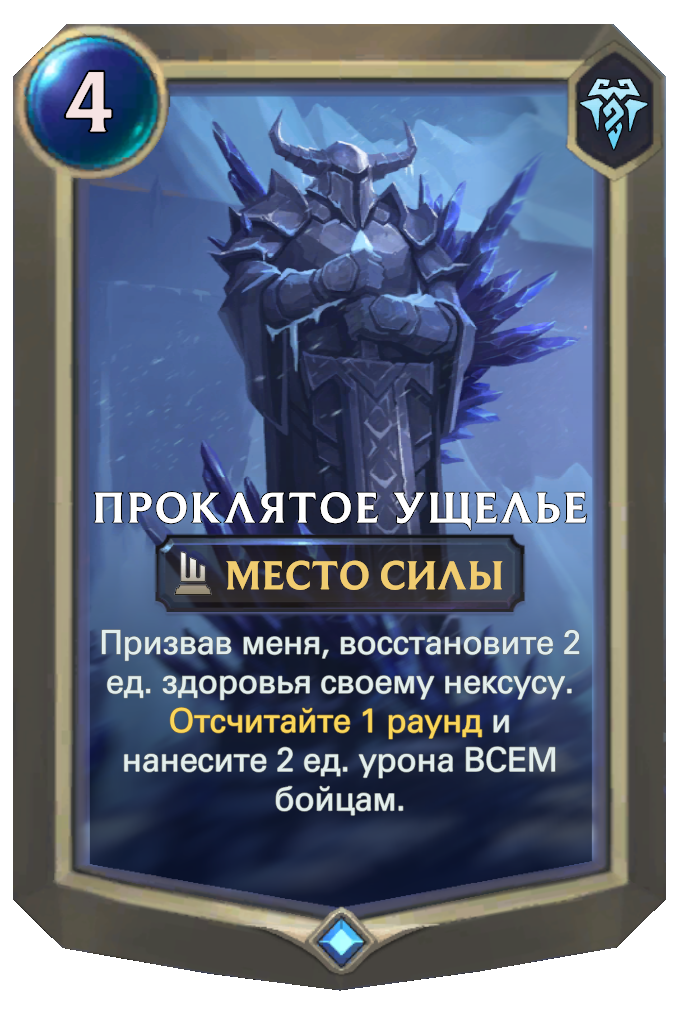 4
ПРОКЛЯТОЕ УЩЕЛЬЕ
МЕСТО СИЛЫ
Призвав меня, восстановите 2
ед. здоровья своему нексусу.
Отсчитайте 1 раунд и
нанесите 2 ед. урона ВСЕМ
бойцам.